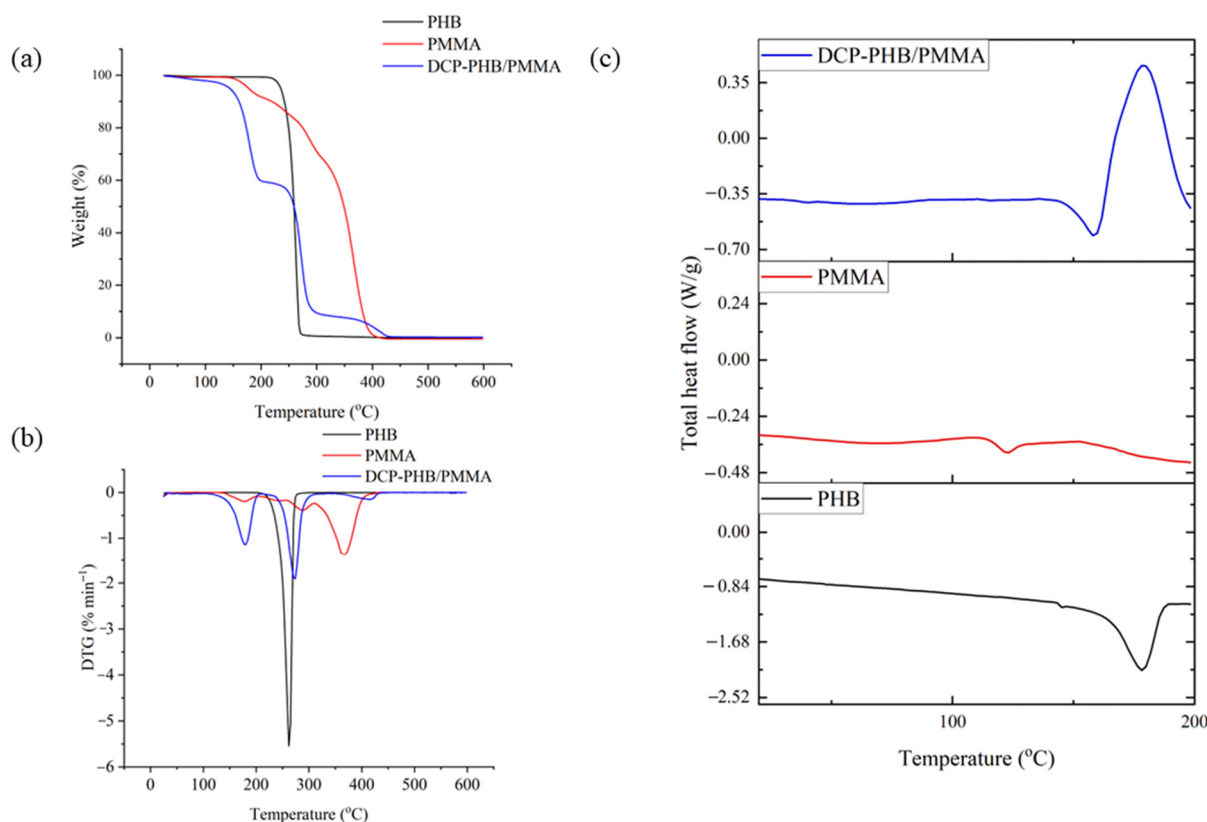 (a)
PHB
PMMA
DCP-PHB/PMMA
100
80
60
40
20
0
Weight (%)
0 100 200 300 400 500 600
Temperature (°C)
(b)
PHB
PMMA
DCP-PHB/PMMA
0
−1
−2
−3
−4
−5
−6
DTG (% min⁻¹)
0 100 200 300 400 500 600
Temperature (°C)
(c)
DCP-PHB/PMMA
0.35
0.00
−0.35
−0.70
PMMA
0.24
0.00
−0.24
−0.48
PHB
0.00
−0.84
−1.68
−2.52
Total heat flow (W/g)
100 200
Temperature (°C)